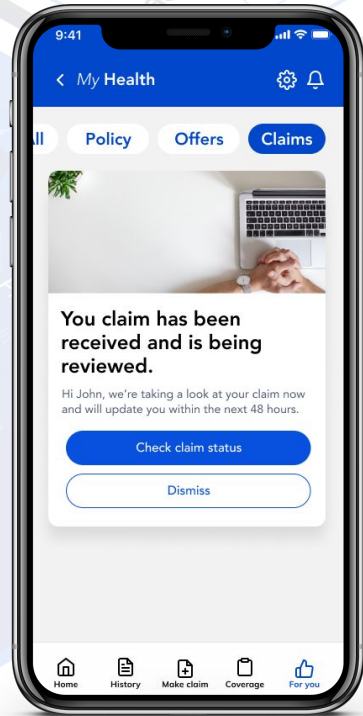 9:41
My Health
ll Policy Offers Claims
You claim has been
received and is being
reviewed.
Hi John, we're taking a look at your claim now
and will update you within the next 48 hours.
Check claim status
Dismiss
Home History Make claim Coverage For you